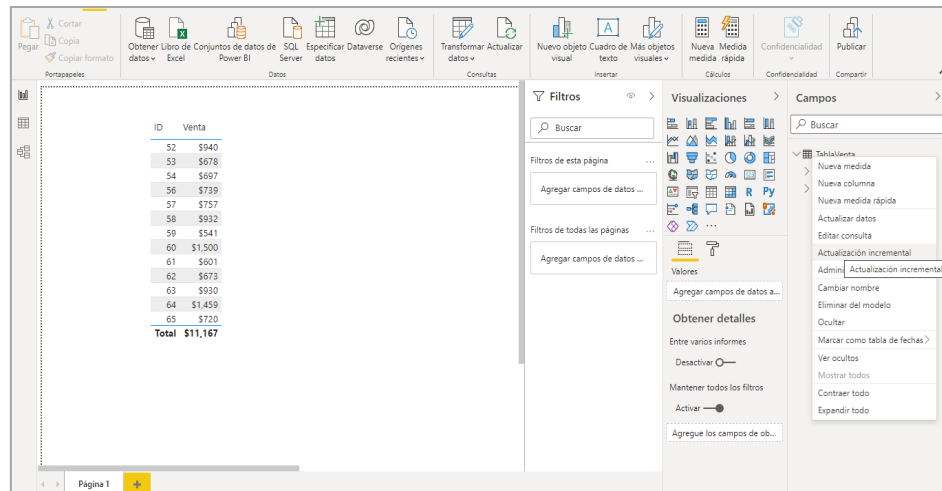 Pegar
Cortar
Copia
Copiar formato
Portapapeles
Obtener datos
Libro de Excel
Conjuntos de datos de Power BI
SQL Server
Especificar datos
Dataverse
Orígenes recientes
Datos
Transformar datos
Actualizar
Consultas
Nuevo objeto visual
Cuadro de texto
A
Más objetos visuales
Insertar
Nueva medida
Medida rápida
Cálculos
Confidencialidad
Confidencialidad
Publicar
Compartir
ID Venta
52 $940
53 $678
54 $697
56 $739
57 $757
58 $932
59 $541
60 $1,500
61 $601
62 $673
63 $930
64 $1,459
65 $720
Total $11,167
Filtros
Buscar
Filtros de esta página ...
Agregar campos de datos ...
Filtros de todas las páginas ...
Agregar campos de datos ...
Visualizaciones
R Py
Valores
Agregar campos de datos a...
Obtener detalles
Entre varios informes
Desactivar
Mantener todos los filtros
Activar
Agregue los campos de ob...
Campos
Buscar
TablaVenta
Nueva medida
Nueva columna
Nueva medida rápida
Actualizar datos
Editar consulta
Actualización incremental
Admini
Actualización incremental
Cambiar nombre
Eliminar del modelo
Ocultar
Marcar como tabla de fechas
Ver ocultos
Mostrar todos
Contraer todo
Expandir todo
Página 1